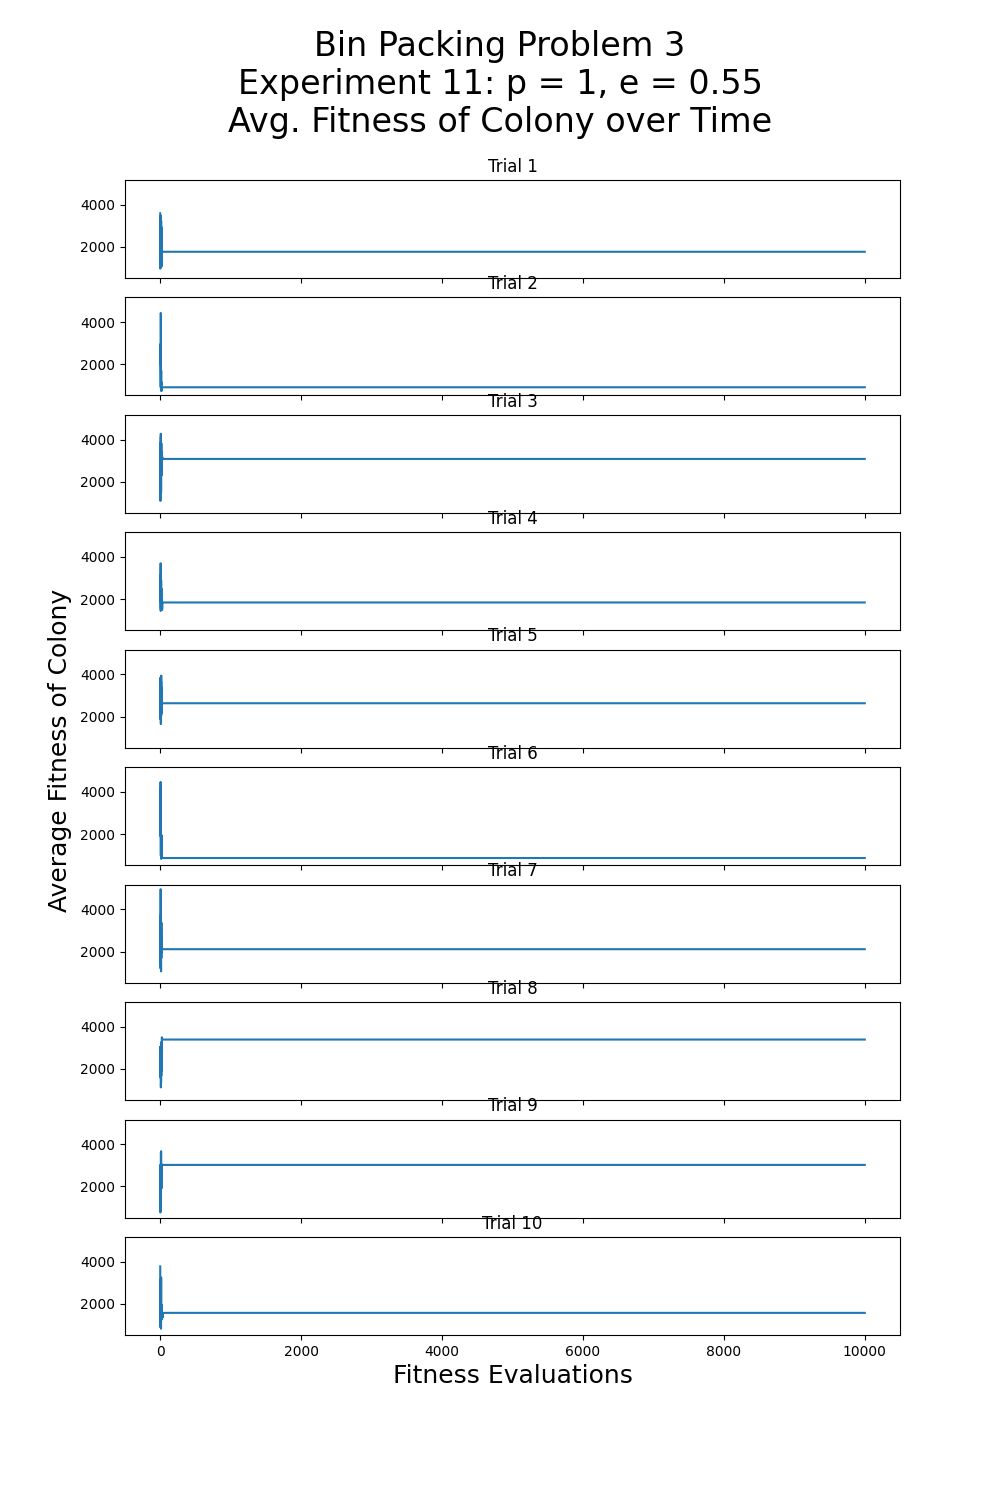 Bin Packing Problem 3
Experiment 11: p = 1, e = 0.55
Avg. Fitness of Colony over Time
Trial 1
4000
2000
Trial 2
4000
2000
Trial 3
4000
2000
Trial 4
4000
2000
Trial 5
4000
2000
Trial 6
4000
2000
Trial 7
4000
2000
Trial 8
4000
2000
Trial 9
4000
2000
Trial 10
4000
2000
0 2000 4000 6000 8000 10000
Fitness Evaluations
Average Fitness of Colony